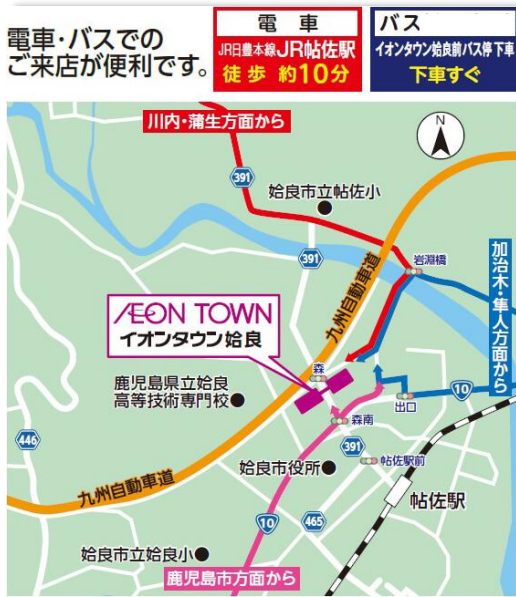 電車・バスでの
ご来店が便利です。
電車
JR日豊本線JR帖佐駅
徒歩 約10分
バス
イオンタウン姶良前バス停下車
下車すぐ
川内・蒲生方面から
N
391
姶良市立帖佐小
391
岩淵橋
加治木・隼人方面から
九州自動車道
ÆON TOWN
イオンタウン姶良
森
鹿児島県立姶良
高等技術専門校
10
出口
森南
446
391
帖佐駅前
姶良市役所
九州自動車道
帖佐駅
10
465
姶良市立姶良小
鹿児島市方面から